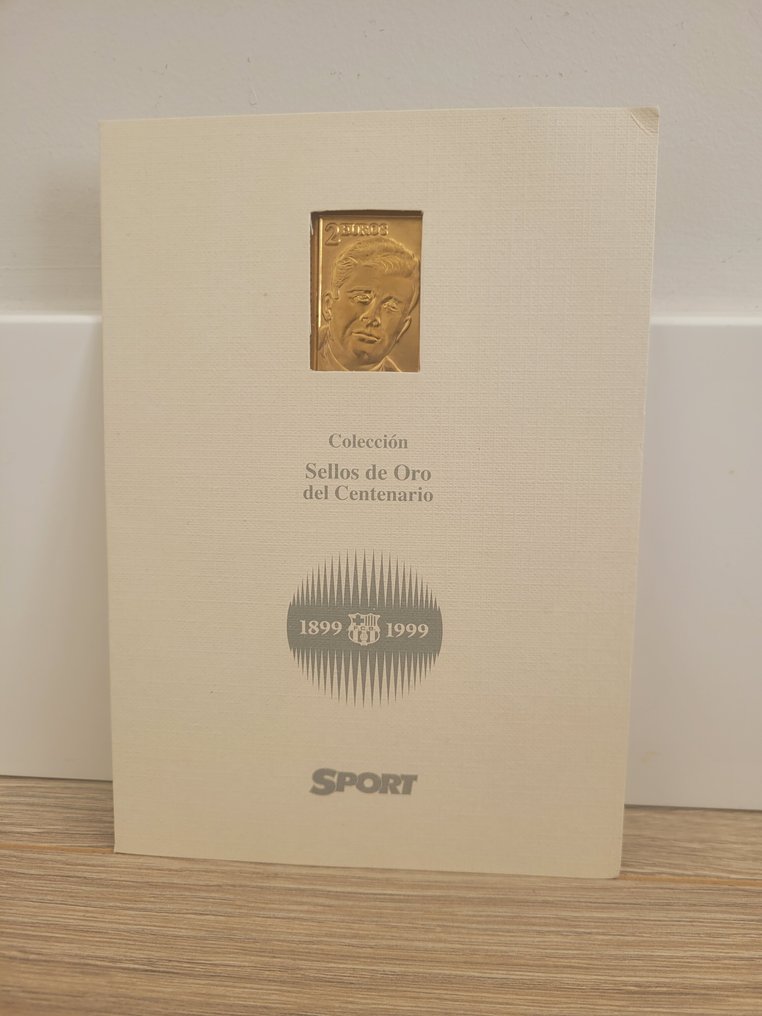 2 EUROS
Colección
Sellos de Oro
del Centenario
1899 1999
SPORT